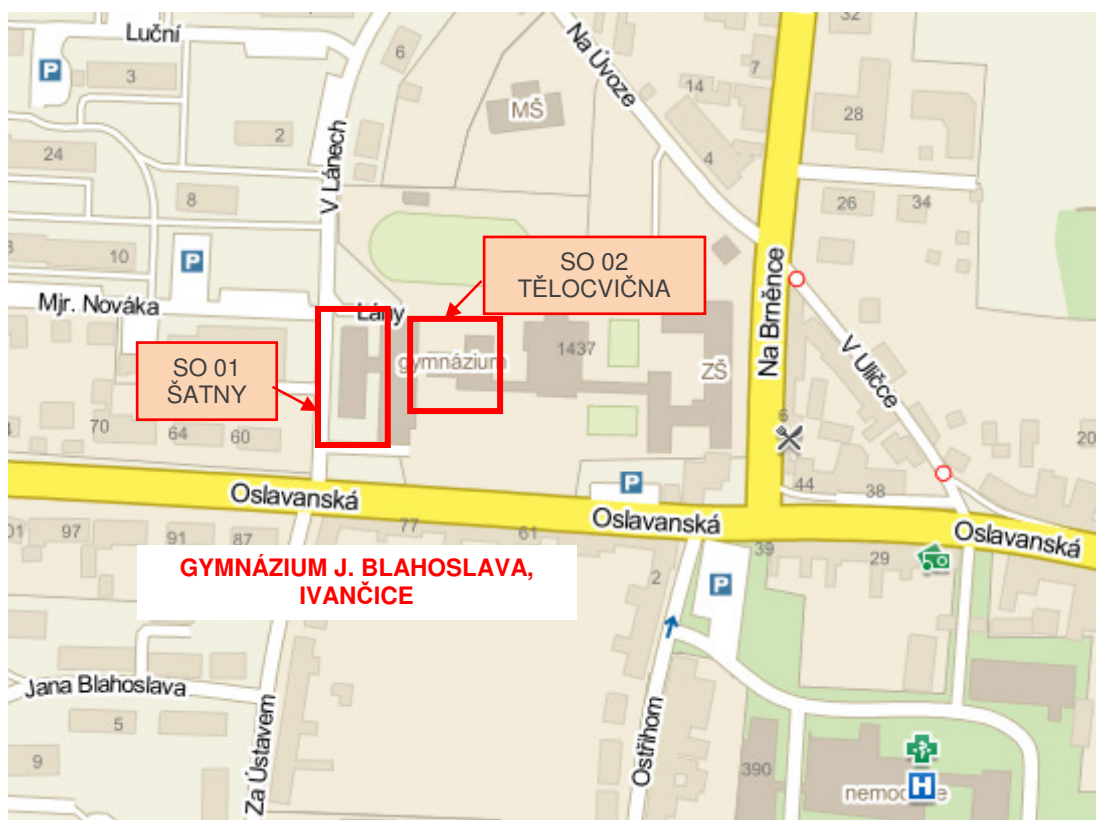 Luční
P
3
6
MŠ
Na Úvoze
7
14
32
28
2
24
V Lánech
4
8
26
34
10
P
SO 02
TĚLOCVIČNA
Na Brněnce
Mjr. Nováka
Lány
gymnázium
1437
ZŠ
V Uličce
SO 01
ŠATNY
70
64
60
6
20
P
44
38
Oslavanská
Oslavanská
Oslavanská
97
91
87
77
61
39
29
GYMNÁZIUM J. BLAHOSLAVA,
IVANČICE
2
P
Jana Blahoslava
5
9
Za Ústavem
Ostřihom
390
H